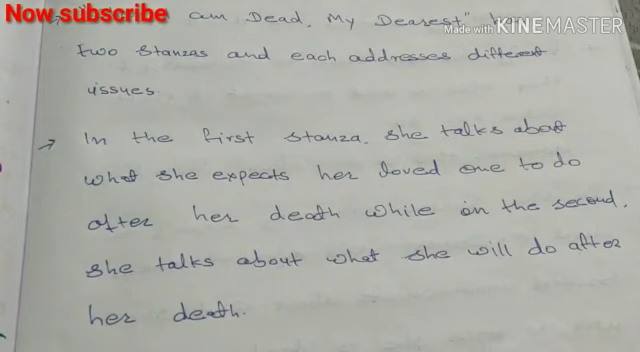 Now subscribe
Made with KINEMASTER
am Dead, My Dearest"
two stanzas and each addresses different
issues.
→ In the first stanza, she talks about
what she expects her loved one to do
after her death while in the second,
she talks about what she will do after
her death.